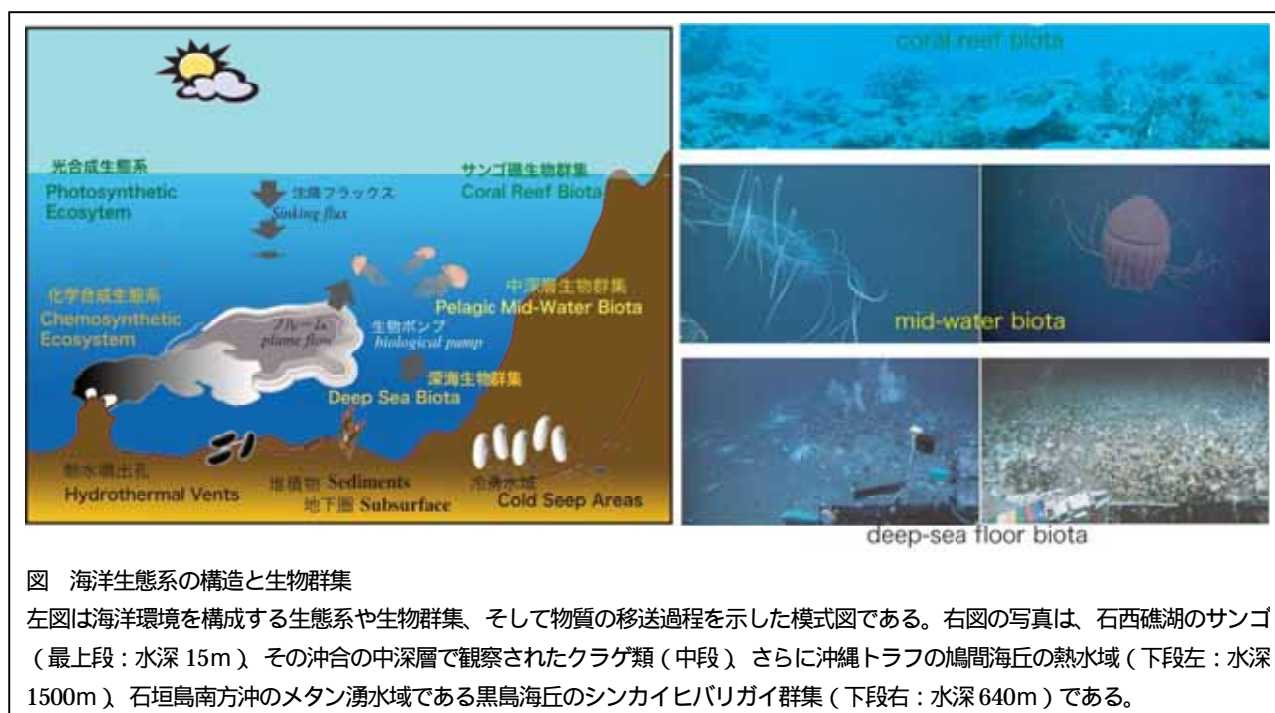 光合成生態系
Photosynthetic
Ecosytem
沈降フラックス
Sinking flux
サンゴ礁生物群集
Coral Reef Biota
化学合成生態系
Chemosynthetic
Ecosystem
プルーム
plame flow
生物ポンプ
biological pump
中深層生物群集
Pelagic Mid-Water Biota
深海生物群集
Deep Sea Biota
熱水噴出孔
Hydrothermal Vents
堆積物 Sediments
地下圏 Subsurface
冷湧水域
Cold Seep Areas
coral reef biota
mid-water biota
deep-sea floor biota
図 海洋生態系の構造と生物群集
左図は海洋環境を構成する生態系や生物群集、そして物質の移送過程を示した模式図である。右図の写真は、石西礁湖のサンゴ
(最上段:水深 15m)、その沖合の中深層で観察されたクラゲ類(中段)、さらに沖縄トラフの鳩間海丘の熱水域(下段左:水深
1500m)、石垣島南方沖のメタン湧水域である黒島海丘のシンカイヒバリガイ群集(下段右:水深 640m)である。